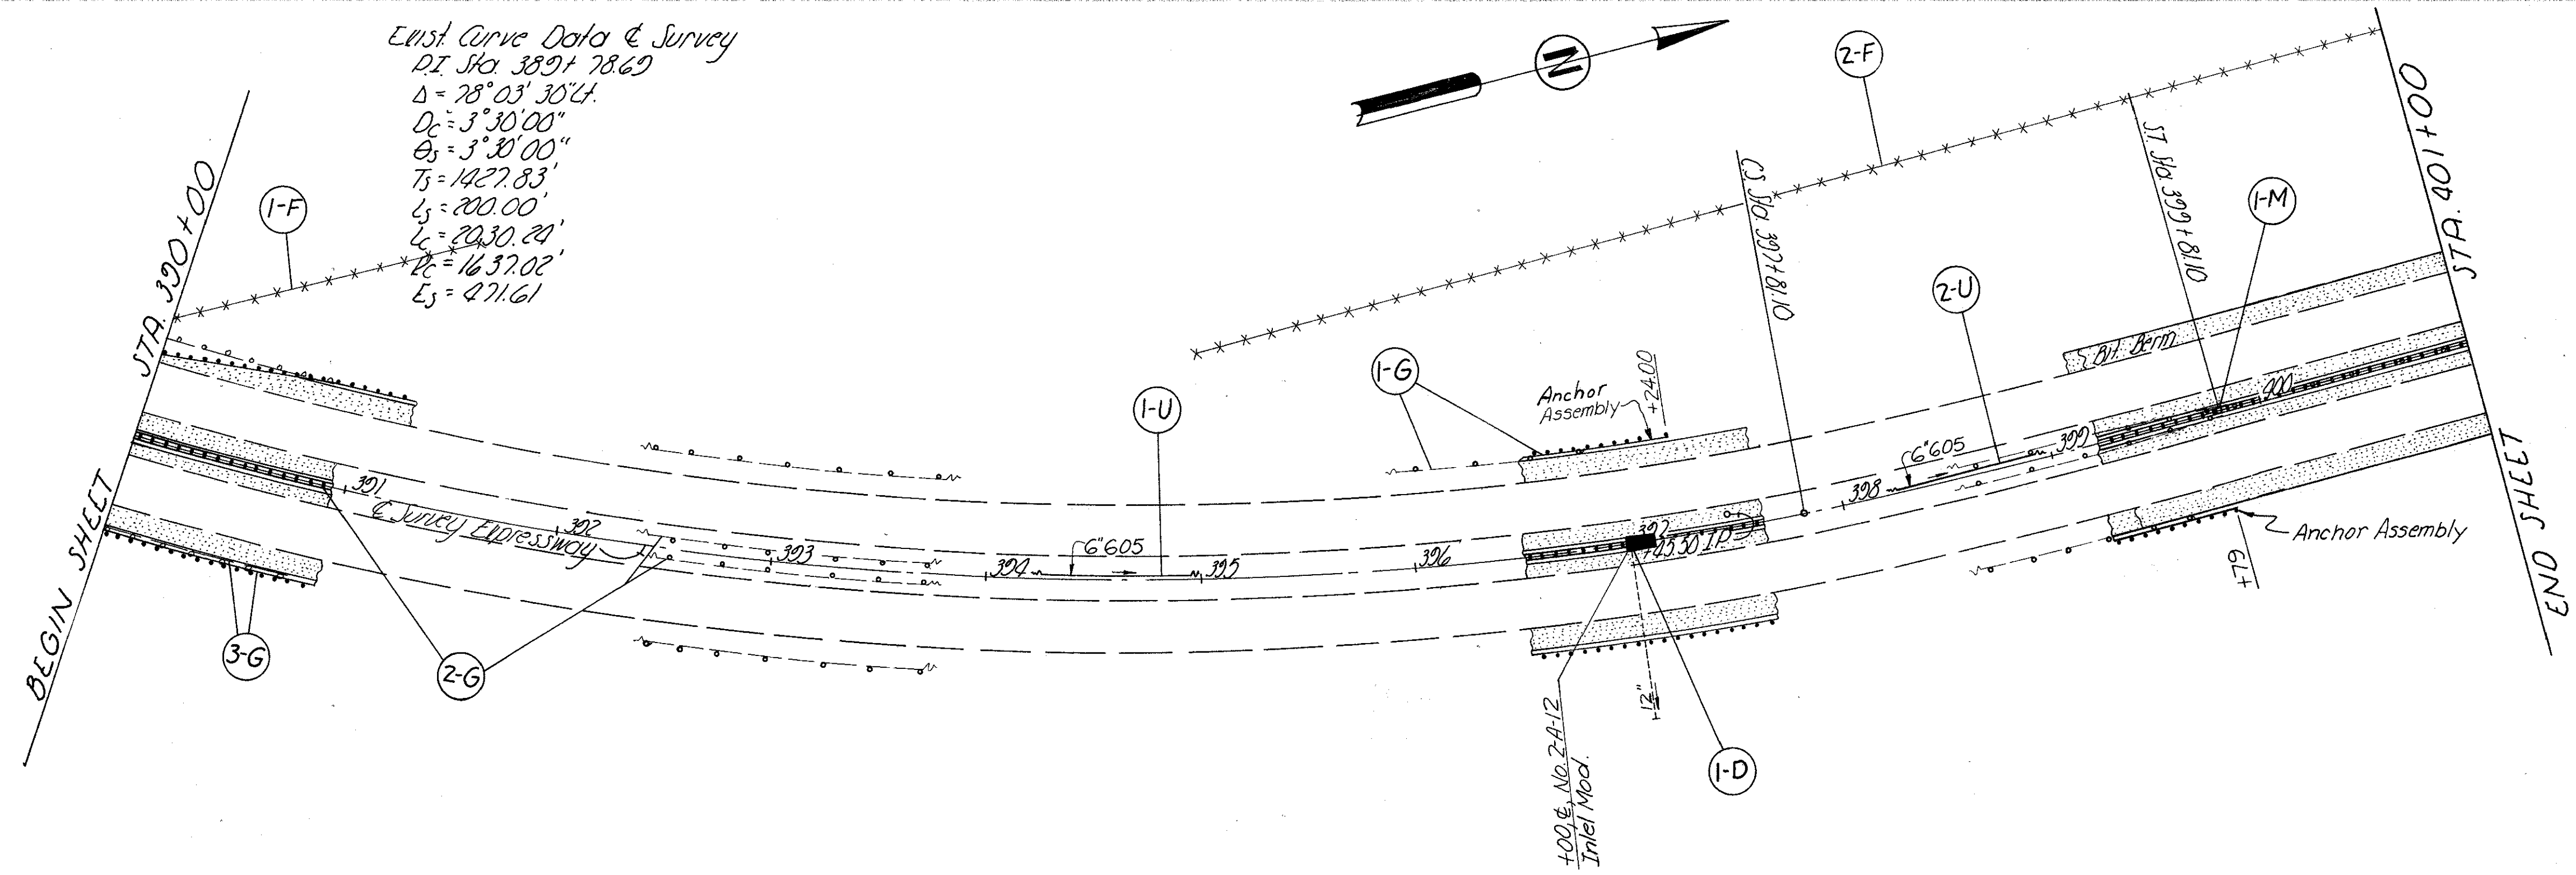 Exist. Curve Data ℄ Survey
P.I. Sta. 389+78.69
Δ = 78° 03' 30" Lt.
Dc = 3° 30' 00"
θs = 3° 30' 00"
Ts = 1427.83'
Ls = 200.00'
Lc = 2030.24'
Rc = 1637.02'
Es = 471.61
N
2-F
1-F
STA. 390+00
BEGIN SHEET
C.S. Sta. 397+81.10
S.T. Sta. 399+81.10
1-M
STA. 401+00
END SHEET
2-U
Bit. Berm
1-G
Anchor
Assembly
+24.00
1-U
391
℄ Survey Expressway
392
393
394
6" 605
395
396
397
+45.50 I.P.
398
6" 605
399
400
Anchor Assembly
+79
3-G
2-G
12"
1-D
+00, ℄, No. 2-A-12
Inlet Mod.